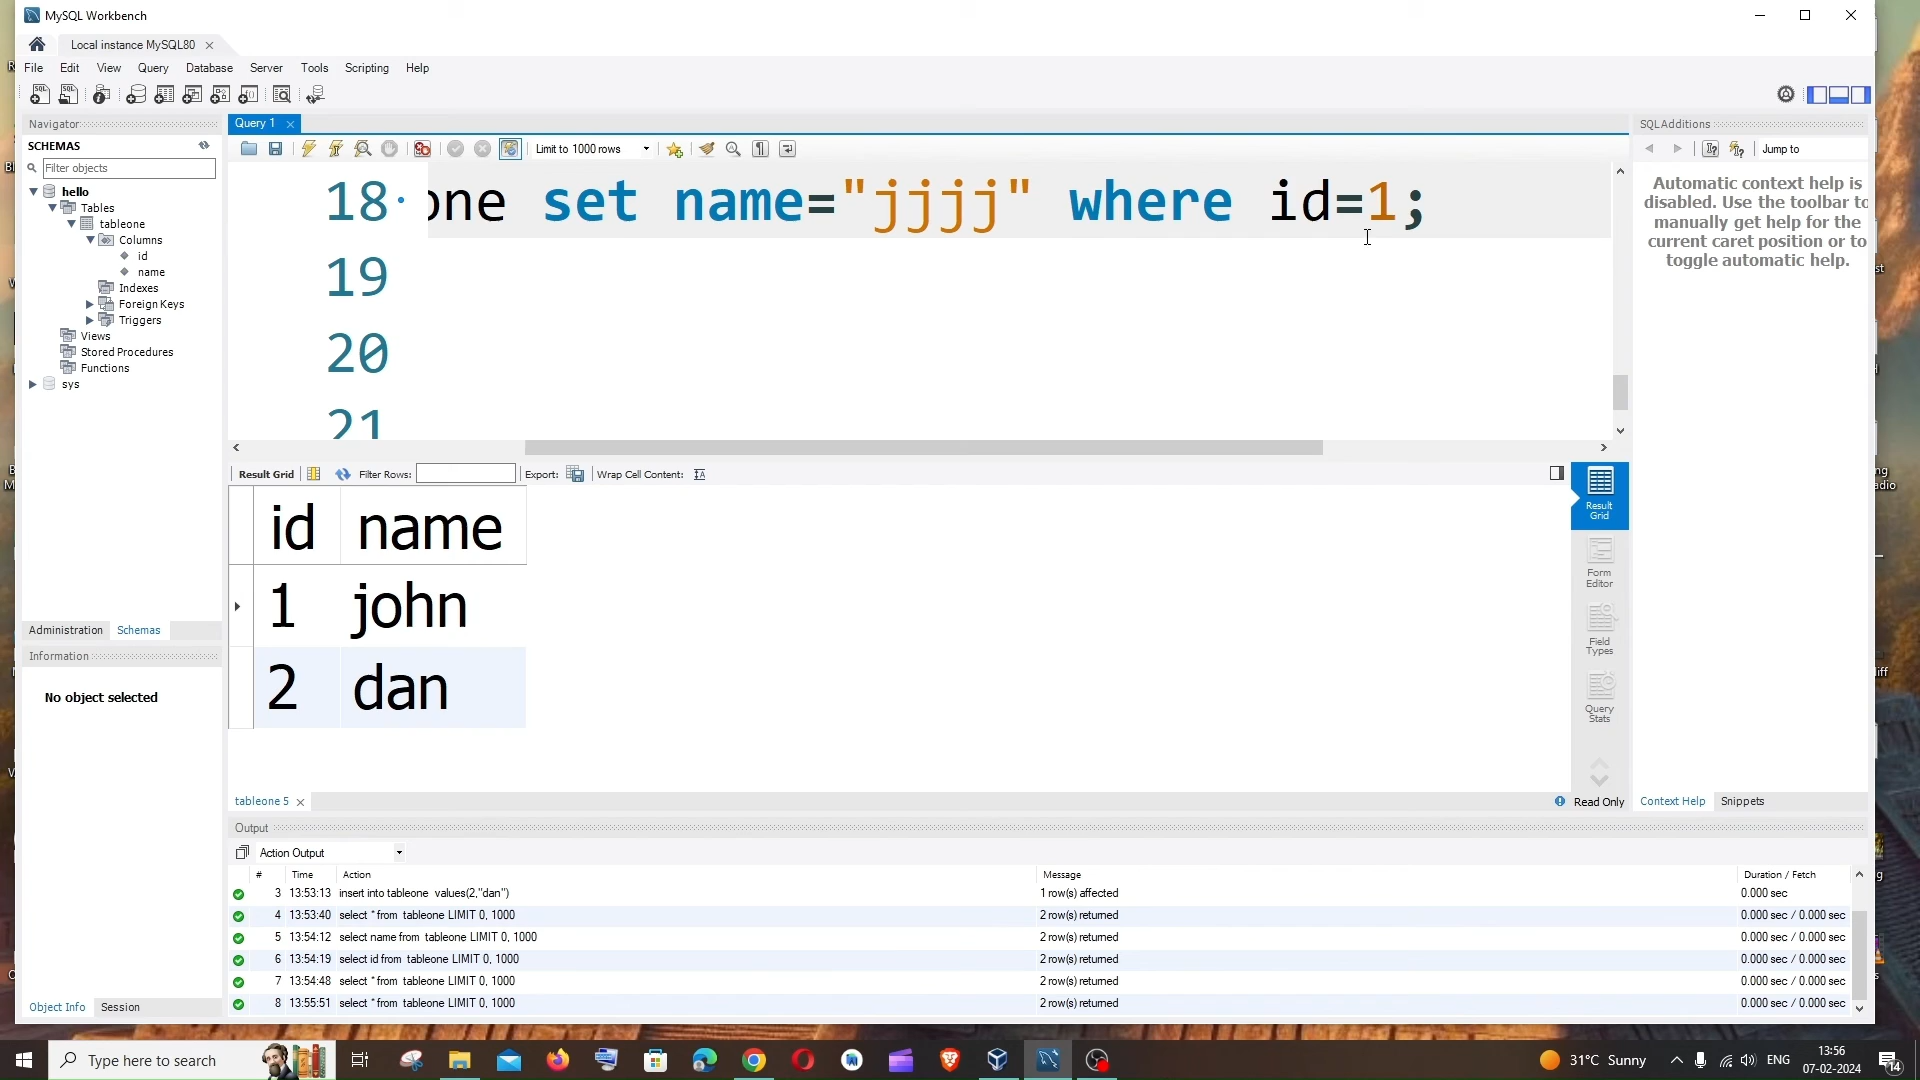 MySQL Workbench
Local instance MySQL80
File Edit View Query Database Server Tools Scripting Help
Navigator
SCHEMAS
Filter objects
hello
Tables
tableone
Columns
id
name
Indexes
Foreign Keys
Triggers
Views
Stored Procedures
Functions
sys
Administration Schemas
Information
No object selected
Object Info Session
Query 1
Limit to 1000 rows
18 one set name="jjjj" where id=1;
19
20
21
Result Grid Filter Rows: Export: Wrap Cell Content:
id name
1 john
2 dan
Result Grid
Form Editor
Field Types
Query Stats
tableone 5
Read Only
SQLAdditions
Jump to
Automatic context help is
disabled. Use the toolbar to
manually get help for the
current caret position or to
toggle automatic help.
Context Help Snippets
Output
Action Output
# Time Action Message Duration / Fetch
3 13:53:13 insert into tableone values(2,"dan") 1 row(s) affected 0.000 sec
4 13:53:40 select * from tableone LIMIT 0, 1000 2 row(s) returned 0.000 sec / 0.000 sec
5 13:54:12 select name from tableone LIMIT 0, 1000 2 row(s) returned 0.000 sec / 0.000 sec
6 13:54:19 select id from tableone LIMIT 0, 1000 2 row(s) returned 0.000 sec / 0.000 sec
7 13:54:48 select * from tableone LIMIT 0, 1000 2 row(s) returned 0.000 sec / 0.000 sec
8 13:55:51 select * from tableone LIMIT 0, 1000 2 row(s) returned 0.000 sec / 0.000 sec
Type here to search
31°C Sunny
ENG
13:56
07-02-2024
14